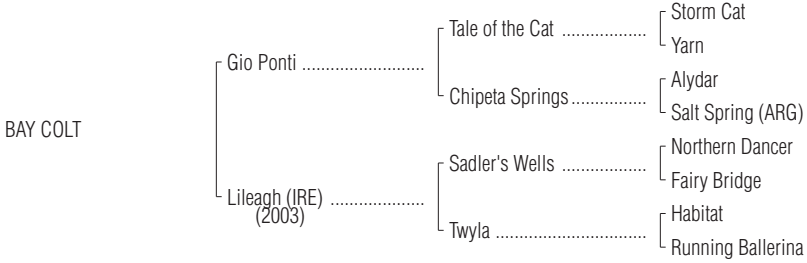 Storm Cat
Tale of the Cat ..................
Yarn
Gio Ponti ..........................
Alydar
Chipeta Springs................
Salt Spring (ARG)
BAY COLT
Northern Dancer
Sadler's Wells ..................
Fairy Bridge
Lileagh (IRE) ....................
(2003)
Habitat
Twyla ................................
Running Ballerina